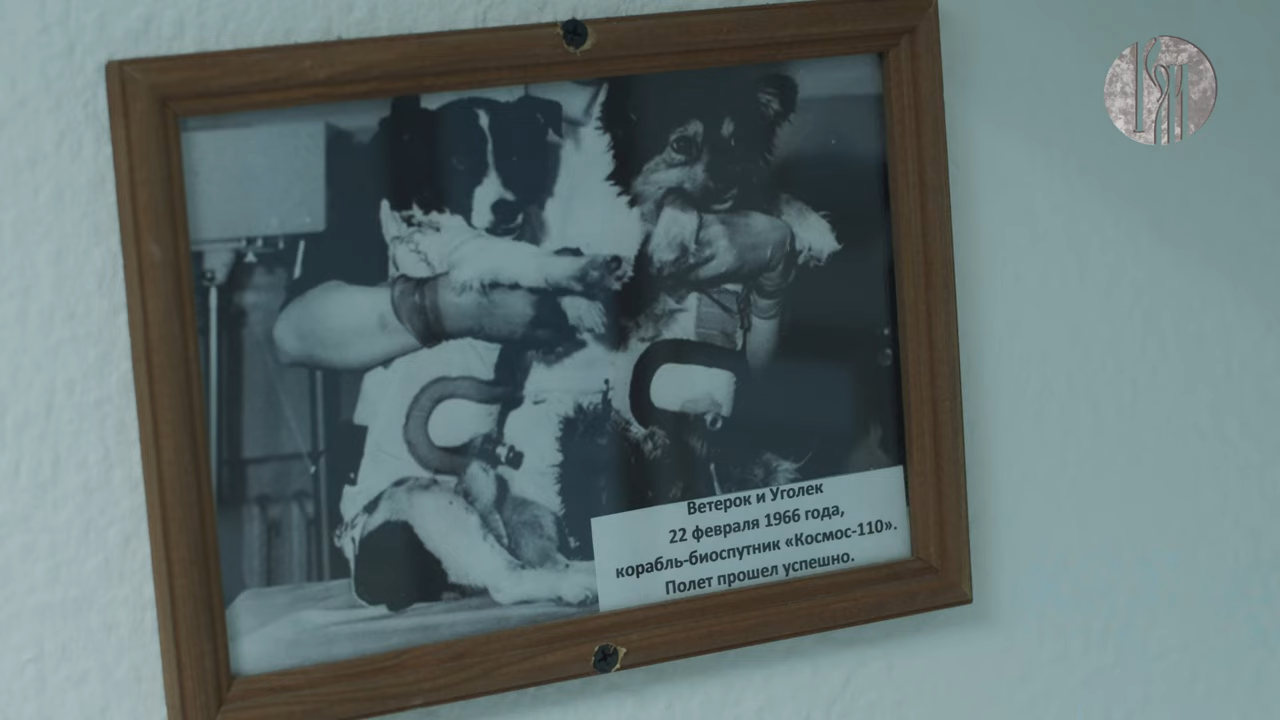 Ветерок и Уголек
22 февраля 1966 года,
корабль-биоспутник «Космос-110».
Полет прошел успешно.